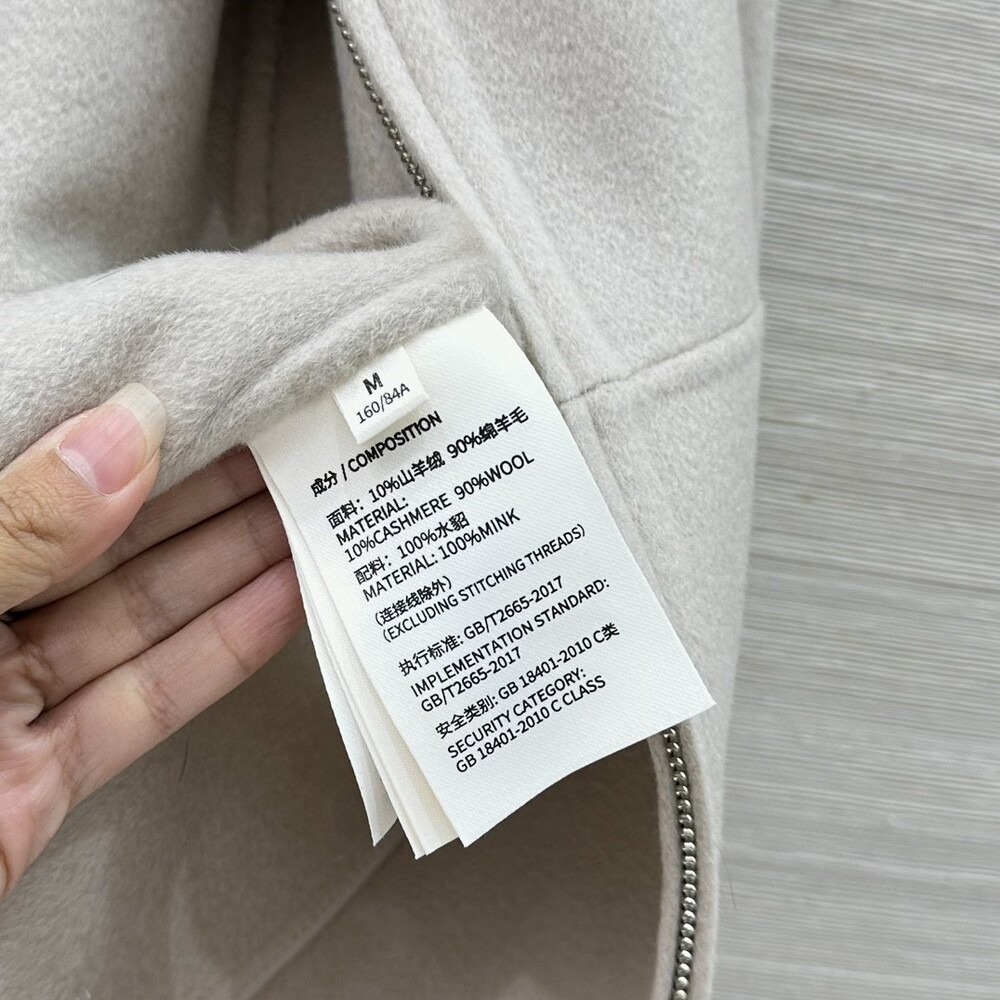 M
160/84A
成分 / COMPOSITION
面料：10%山羊绒 90%绵羊毛
MATERIAL:
10%CASHMERE 90%WOOL
配料：100%水貂
MATERIAL: 100%MINK
（连接线除外）
(EXCLUDING STITCHING THREADS)
执行标准: GB/T2665-2017
IMPLEMENTATION STANDARD:
GB/T2665-2017
安全类别: GB 18401-2010 C类
SECURITY CATEGORY:
GB 18401-2010 C CLASS